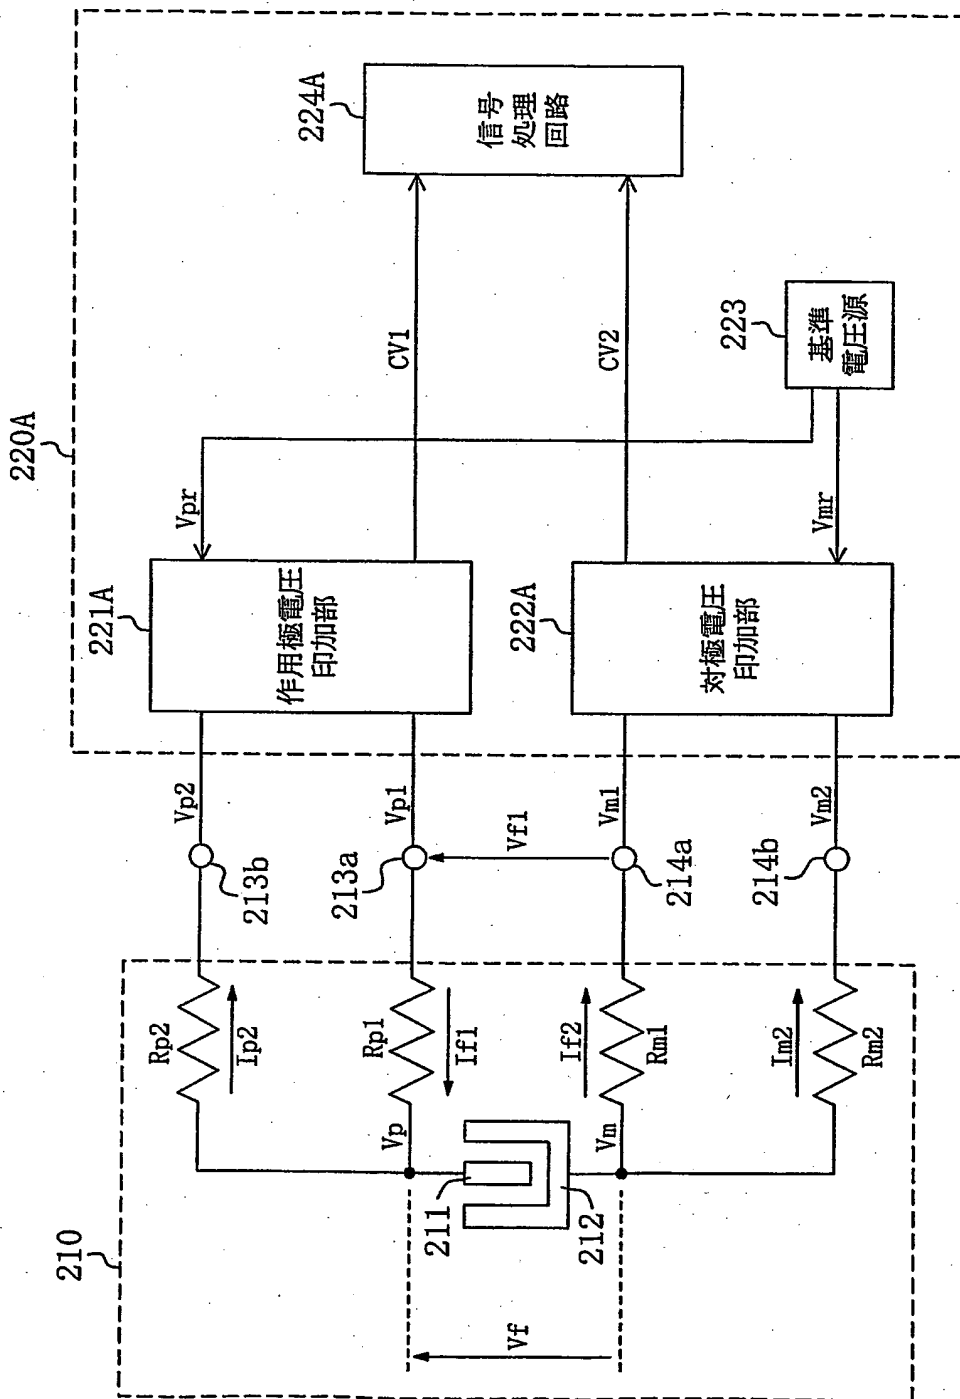 220A
224A
信号
処理
回路
CV1
CV2
223
基準
電圧源
Vpr
Vmr
221A
作用極電圧
印加部
222A
対極電圧
印加部
Vp2
Vp1
Vm1
Vm2
Vf1
213b
213a
214a
214b
210
Rp2
Ip2
Rp1
If1
If2
Rm1
Im2
Rm2
Vp
Vm
211
212
Vf